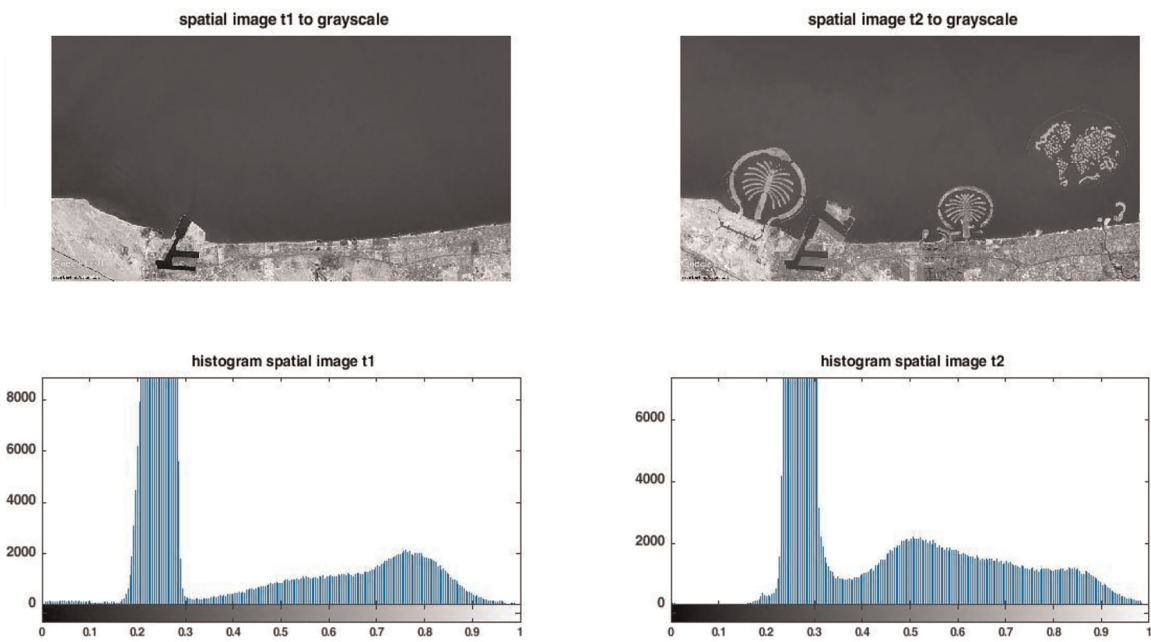 spatial image t1 to grayscale
spatial image t2 to grayscale
histogram spatial image t1
8000
6000
4000
2000
0
0 0.1 0.2 0.3 0.4 0.5 0.6 0.7 0.8 0.9 1
histogram spatial image t2
6000
4000
2000
0
0 0.1 0.2 0.3 0.4 0.5 0.6 0.7 0.8 0.9 1